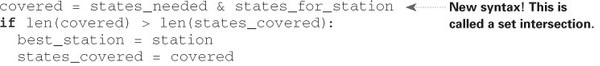 covered = states_needed & states_for_station
New syntax! This is
called a set intersection.
if len(covered) > len(states_covered):
  best_station = station
  states_covered = covered